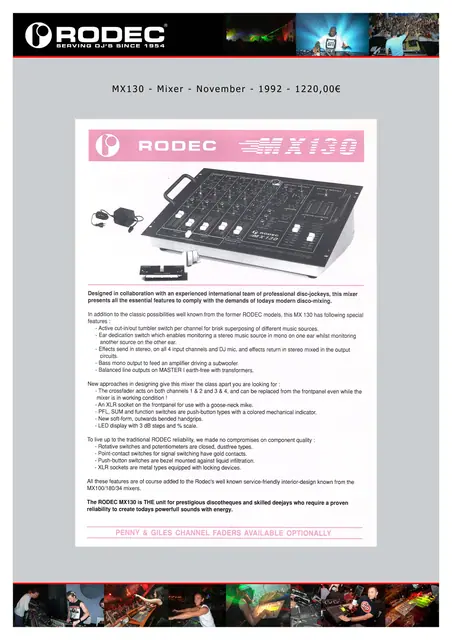 RODEC®
SERVING DJ'S SINCE 1954
MX130 - Mixer - November - 1992 - 1220,00€
RODEC MX130
RODEC
MX-130
Designed in collaboration with an experienced international team of professional disc-jockeys, this mixer
presents all the essential features to comply with the demands of todays modern disco-mixing.
In addition to the classic possibilities well known from the former RODEC models, this MX 130 has following special
features :
- Active cut-in/out tumbler switch per channel for brisk superposing of different music sources.
- Ear dedication switch which enables monitoring a stereo music source in mono on one ear whilst monitoring
another source on the other ear.
- Effects send in stereo, on all 4 input channels and DJ mic, and effects return in stereo mixed in the output
circuits.
- Bass mono output to feed an amplifier driving a subwoofer.
- Balanced line outputs on MASTER I earth-free with transformers.
New approaches in designing give this mixer the class apart you are looking for :
- The crossfader acts on both channels 1 & 2 and 3 & 4, and can be replaced from the frontpanel even while the
mixer is in working condition !
- An XLR socket on the frontpanel for use with a goose-neck mike.
- PFL, SUM and function switches are push-button types with a colored mechanical indicator.
- New soft-form, outwards bended handgrips.
- LED display with 3 dB steps and % scale.
To live up to the traditional RODEC reliability, we made no compromises on component quality :
- Rotative switches and potentiometers are closed, dustfree types.
- Point-contact switches for signal switching have gold contacts.
- Push-button switches are bezel mounted against liquid infiltration.
- XLR sockets are metal types equipped with locking devices.
All these features are of course added to the Rodec's well known service-friendly interior-design known from the
MX100/180/34 mixers.
The RODEC MX130 is THE unit for prestigious discotheques and skilled deejays who require a proven
reliability to create todays powerfull sounds with energy.
PENNY & GILES CHANNEL FADERS AVAILABLE OPTIONALLY